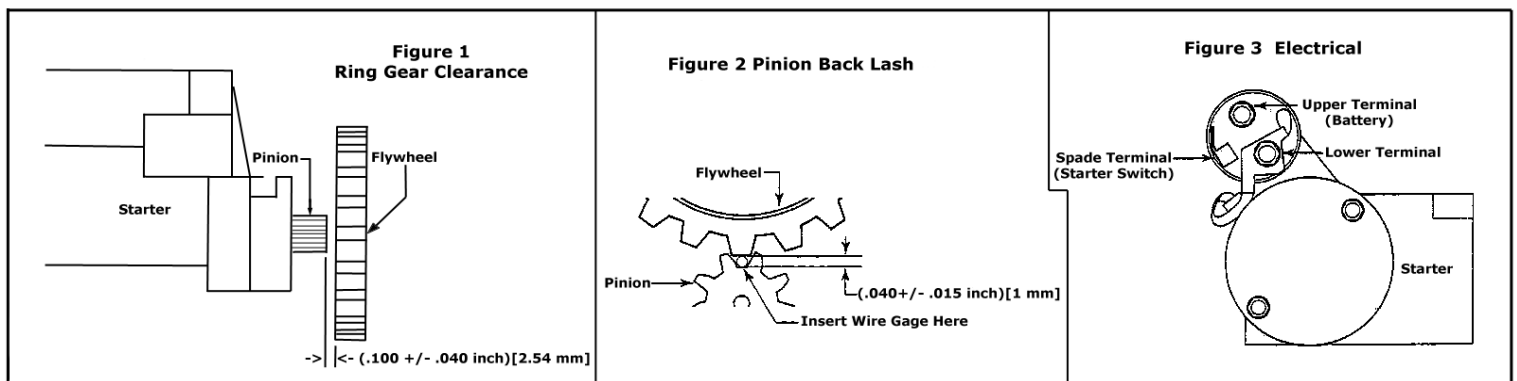 Figure 1
Ring Gear Clearance
Pinion
Flywheel
Starter
-> <- (.100 +/- .040 inch)[2.54 mm]
Figure 2 Pinion Back Lash
Flywheel
Pinion
(.040+/- .015 inch)[1 mm]
Insert Wire Gage Here
Figure 3 Electrical
Upper Terminal
(Battery)
Spade Terminal
(Starter Switch)
Lower Terminal
Starter